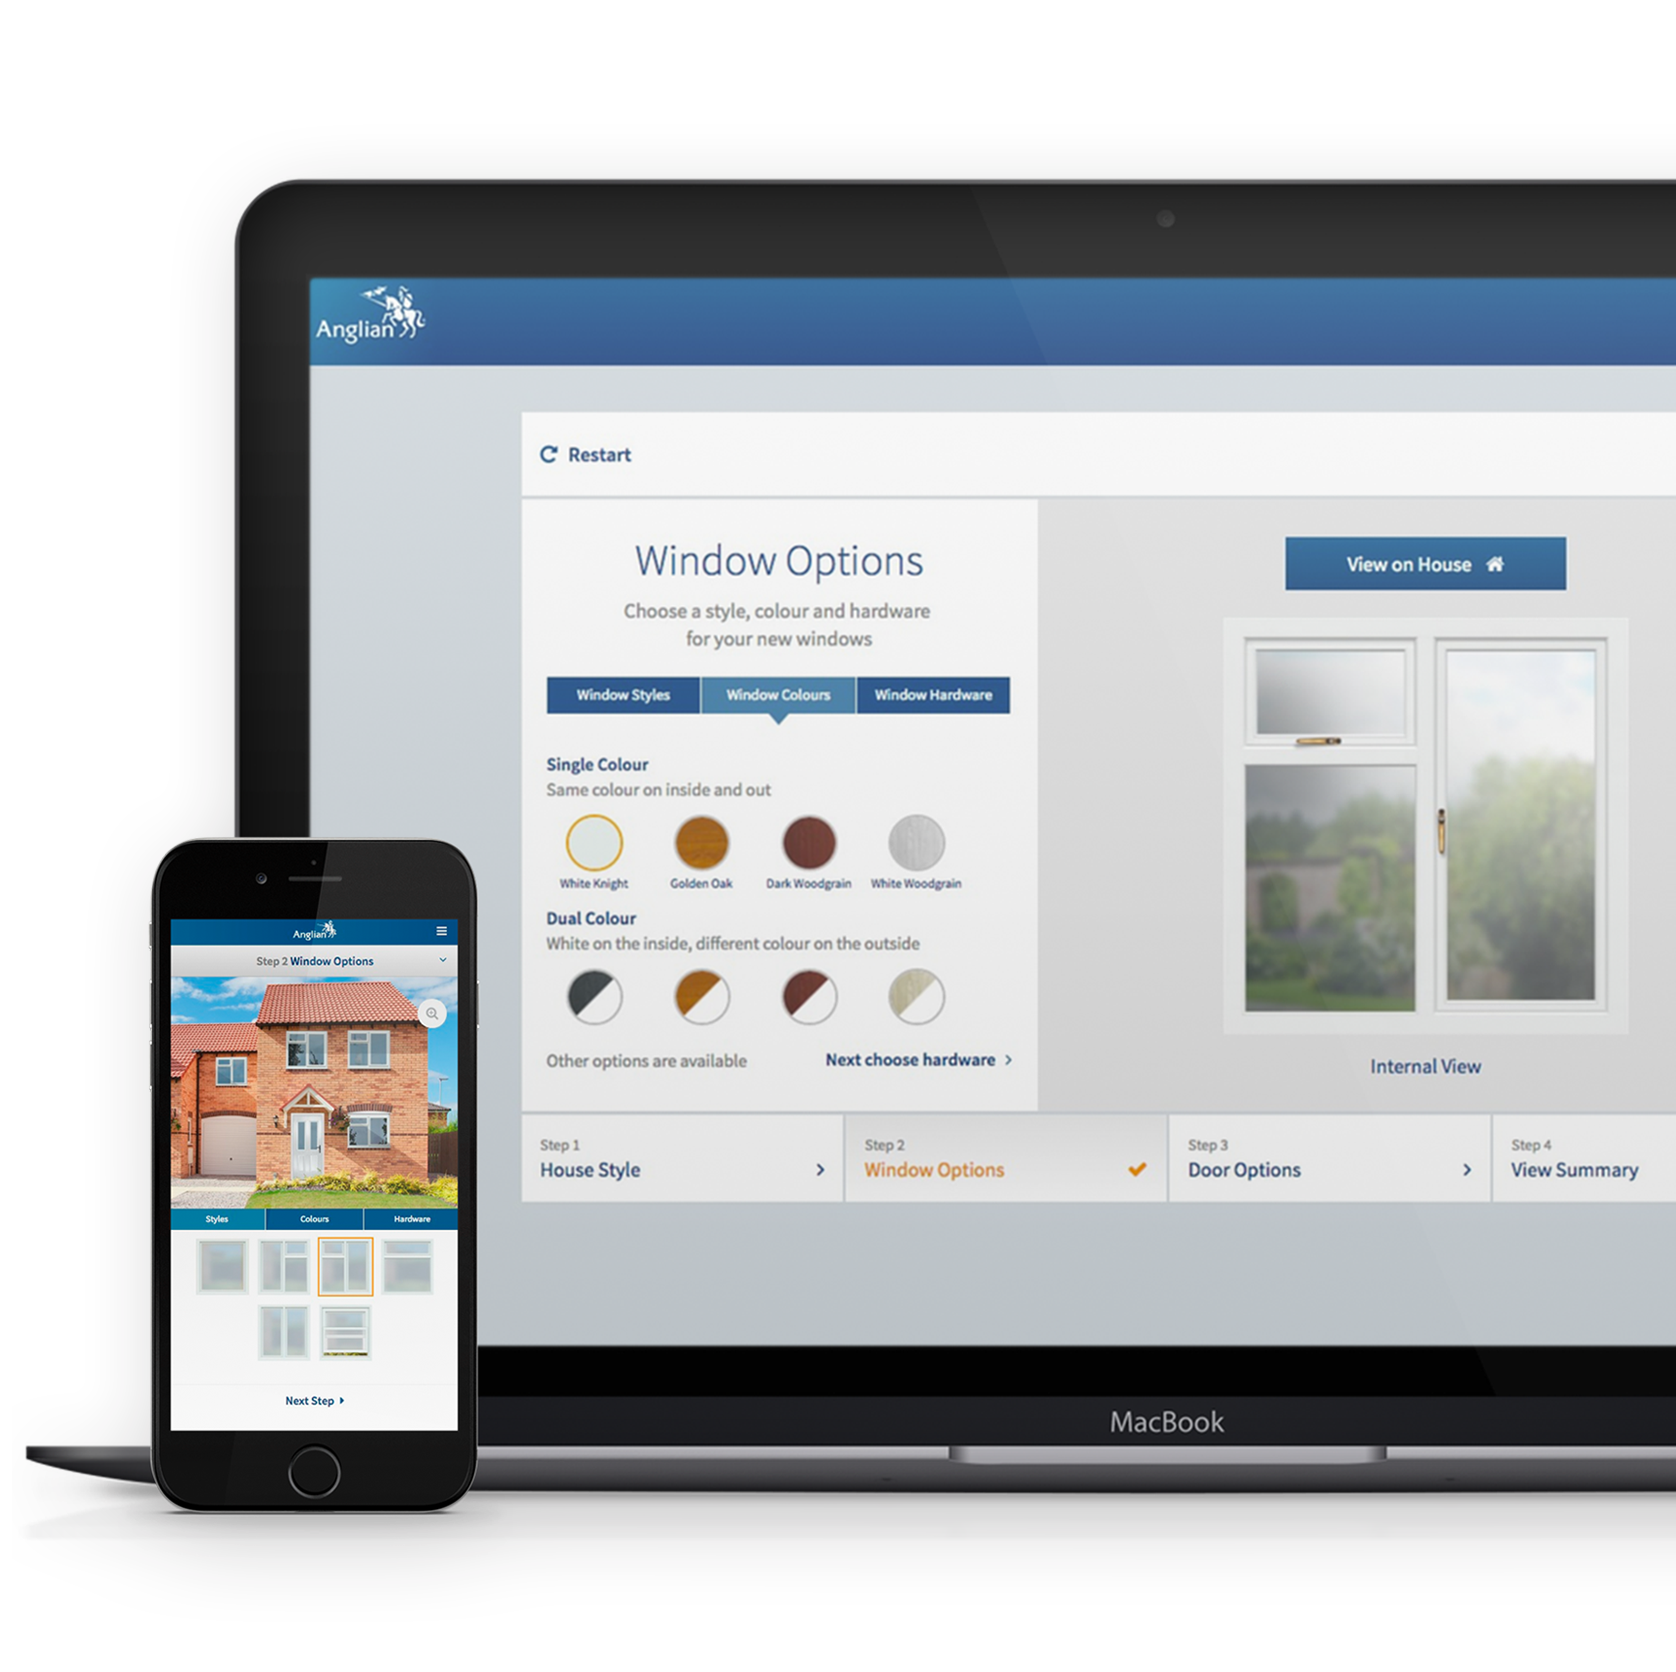 Anglian
Restart
Window Options
Choose a style, colour and hardware
for your new windows
Window Styles
Window Colours
Window Hardware
Single Colour
Same colour on inside and out
White Knight
Golden Oak
Dark Woodgrain
White Woodgrain
Dual Colour
White on the inside, different colour on the outside
Other options are available
Next choose hardware
View on House
Internal View
Step 1
House Style
Step 2
Window Options
Step 3
Door Options
Step 4
View Summary
MacBook
Anglian
Step 2 Window Options
Styles
Colours
Hardware
Next Step